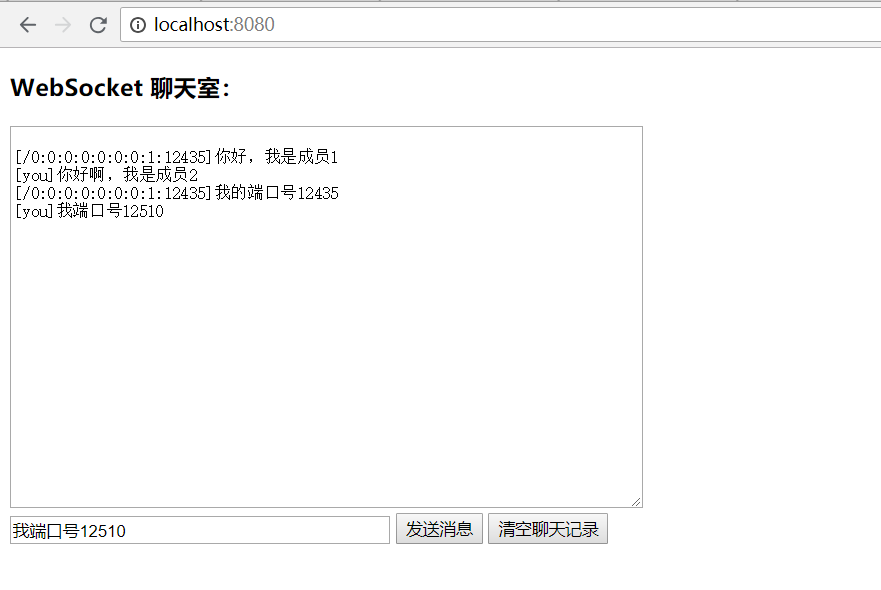 localhost:8080
WebSocket 聊天室：
[/0:0:0:0:0:0:0:1:12435]你好，我是成员1
[you]你好啊，我是成员2
[/0:0:0:0:0:0:0:1:12435]我的端口号12435
[you]我端口号12510
我端口号12510 发送消息 清空聊天记录